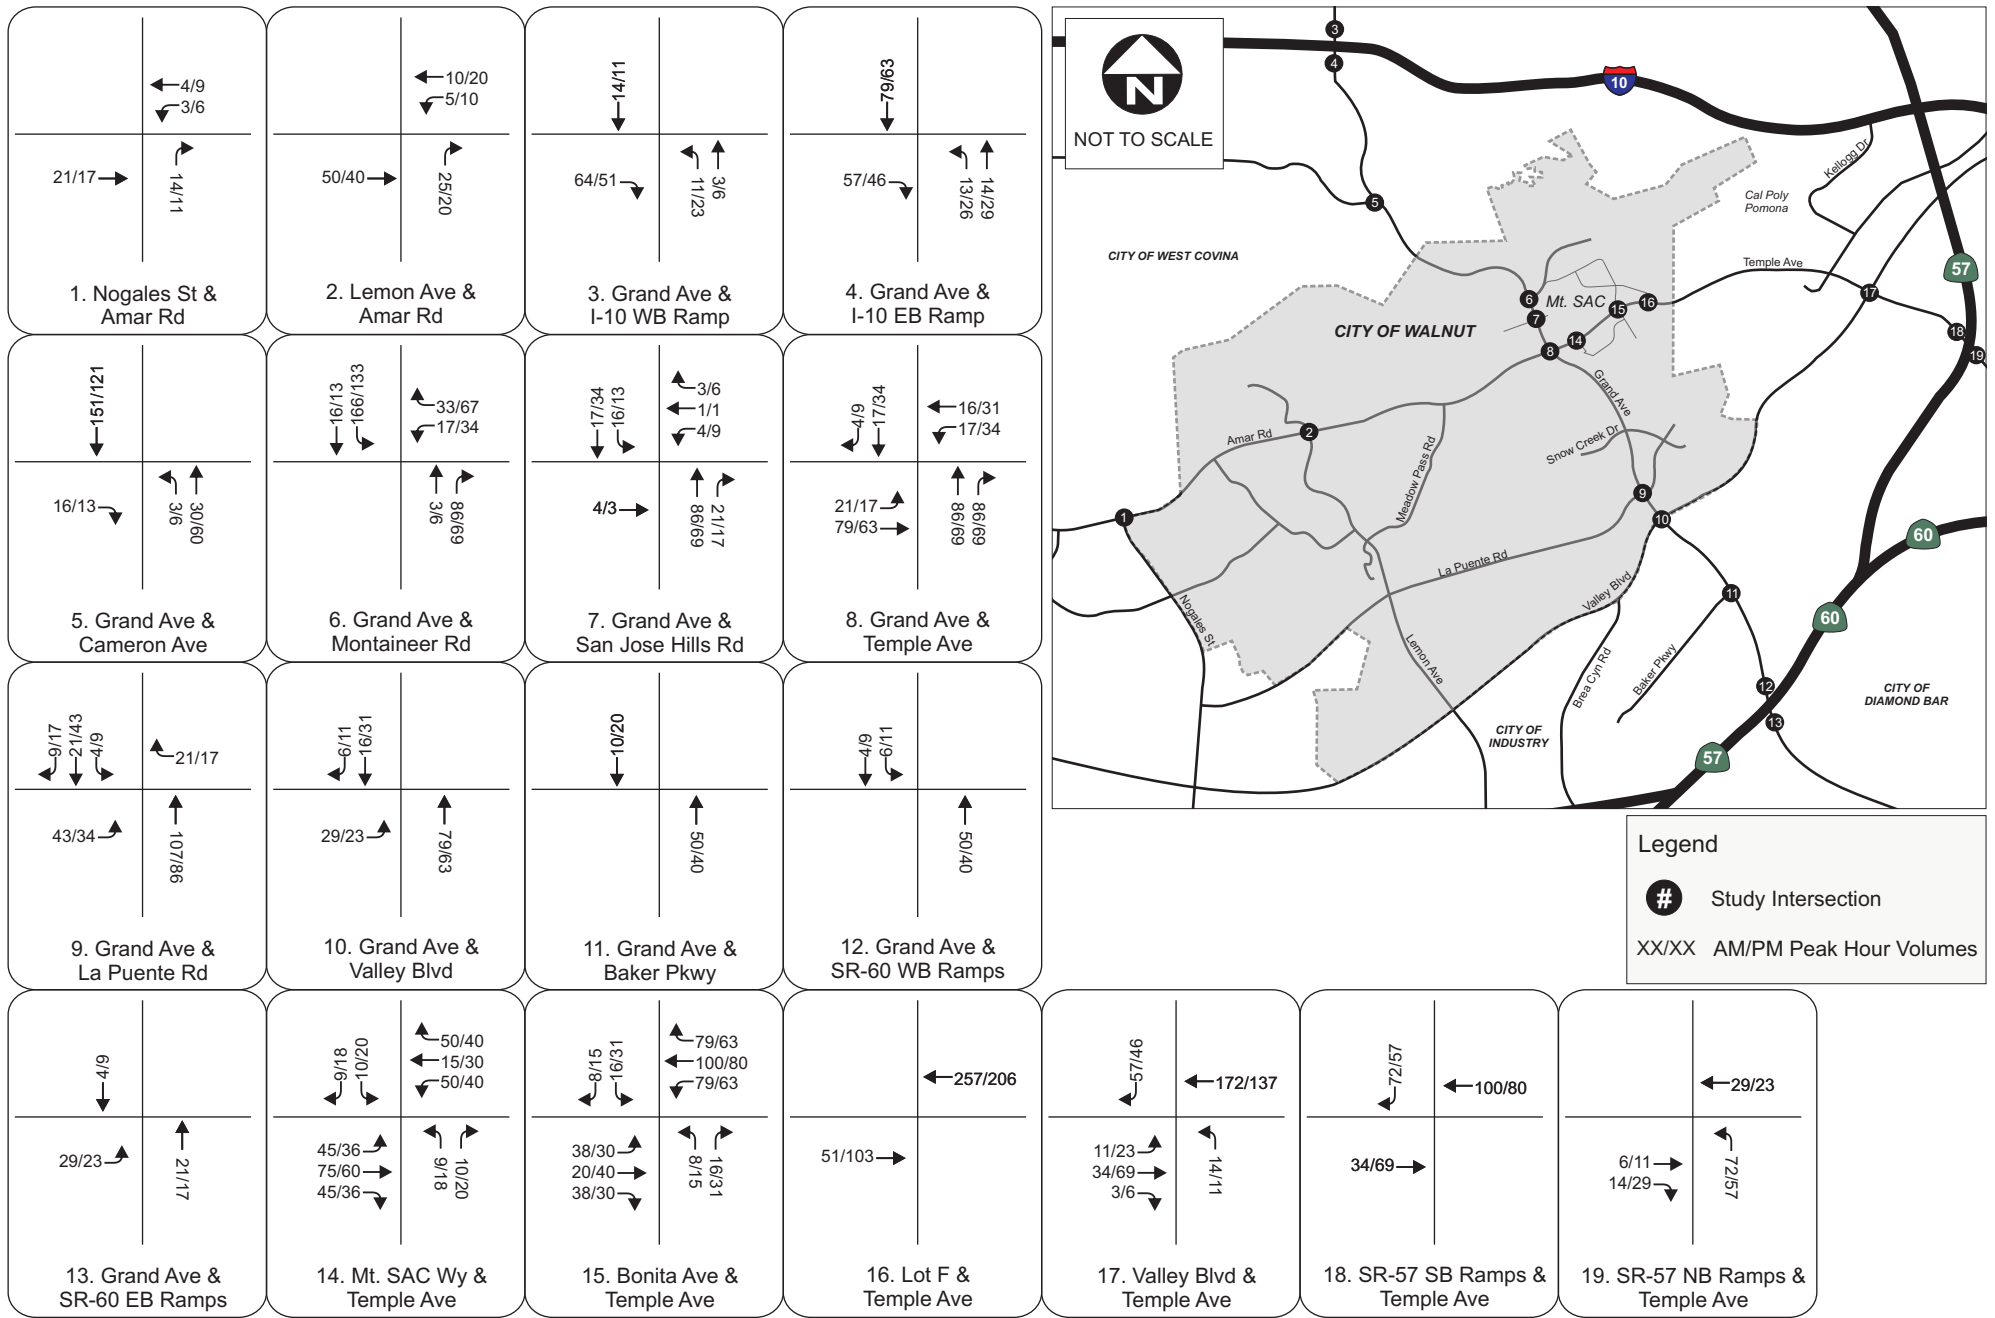 4/9
3/6
21/17
14/11
1. Nogales St &
Amar Rd
10/20
5/10
50/40
25/20
2. Lemon Ave &
Amar Rd
14/11
64/51
11/23
3/6
3. Grand Ave &
I-10 WB Ramp
79/63
57/46
13/26
14/29
4. Grand Ave &
I-10 EB Ramp
151/121
16/13
3/6
30/60
5. Grand Ave &
Cameron Ave
16/13
166/133
33/67
17/34
3/6
86/69
6. Grand Ave &
Montaineer Rd
17/34
16/13
3/6
1/1
4/9
4/3
86/69
21/17
7. Grand Ave &
San Jose Hills Rd
4/9
17/34
16/31
17/34
21/17
79/63
86/69
86/69
8. Grand Ave &
Temple Ave
9/17
21/43
4/9
21/17
43/34
107/86
9. Grand Ave &
La Puente Rd
6/11
16/31
29/23
79/63
10. Grand Ave &
Valley Blvd
10/20
50/40
11. Grand Ave &
Baker Pkwy
4/9
6/11
50/40
12. Grand Ave &
SR-60 WB Ramps
4/9
29/23
21/17
13. Grand Ave &
SR-60 EB Ramps
9/18
10/20
50/40
15/30
50/40
45/36
75/60
45/36
9/18
10/20
14. Mt. SAC Wy &
Temple Ave
8/15
16/31
79/63
100/80
79/63
38/30
20/40
38/30
8/15
16/31
15. Bonita Ave &
Temple Ave
257/206
51/103
16. Lot F &
Temple Ave
57/46
172/137
11/23
34/69
3/6
14/11
17. Valley Blvd &
Temple Ave
72/57
100/80
34/69
18. SR-57 SB Ramps &
Temple Ave
29/23
6/11
14/29
72/57
19. SR-57 NB Ramps &
Temple Ave
N
NOT TO SCALE
3
4
10
Kellogg Dr
Cal Poly
Pomona
5
CITY OF WEST COVINA
Temple Ave
57
17
6
Mt. SAC
16
15
7
CITY OF WALNUT
14
8
18
19
Grand Ave
2
Amar Rd
Snow Creek Dr
Meadow Pass Rd
9
1
10
60
La Puente Rd
Valley Blvd
11
Nogales St
60
Lemon Ave
Brea Cyn Rd
Baker Pkwy
12
13
CITY OF
DIAMOND BAR
CITY OF
INDUSTRY
57
Legend
# Study Intersection
XX/XX AM/PM Peak Hour Volumes